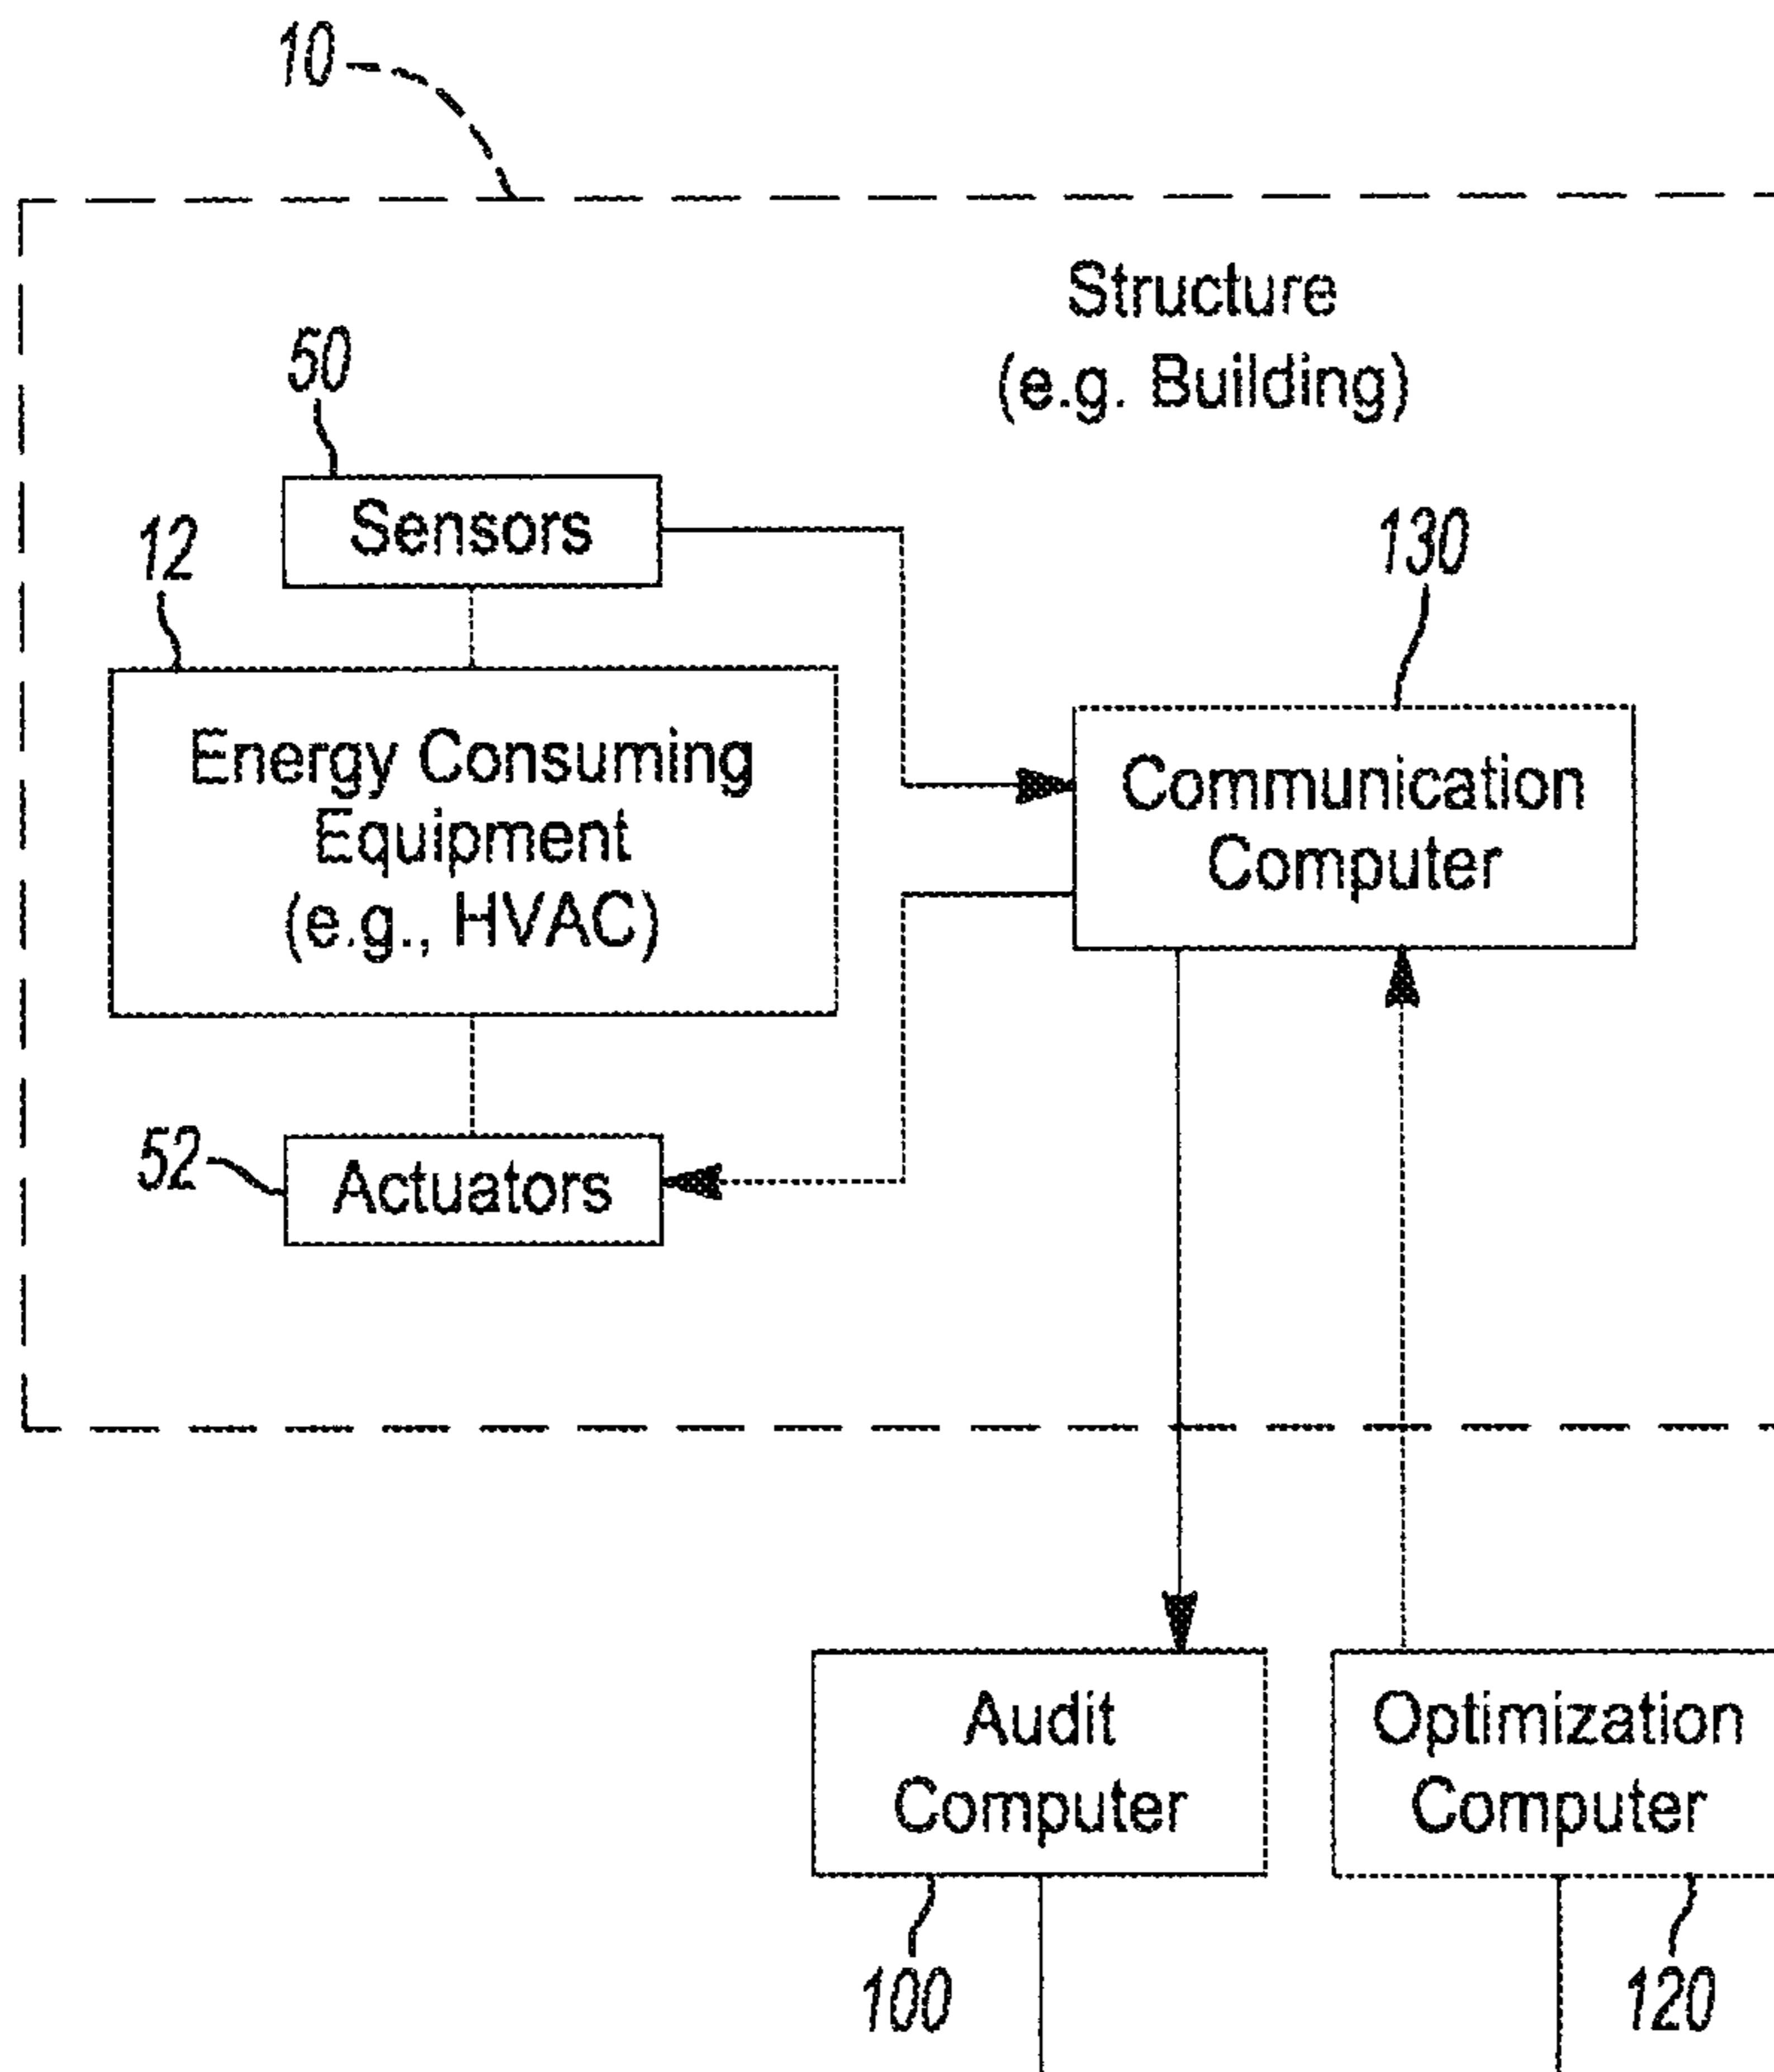 10
Structure
(e.g. Building)
50
Sensors
12
130
Energy Consuming
Equipment
(e.g., HVAC)
Communication
Computer
52
Actuators
Audit
Computer
Optimization
Computer
100
120